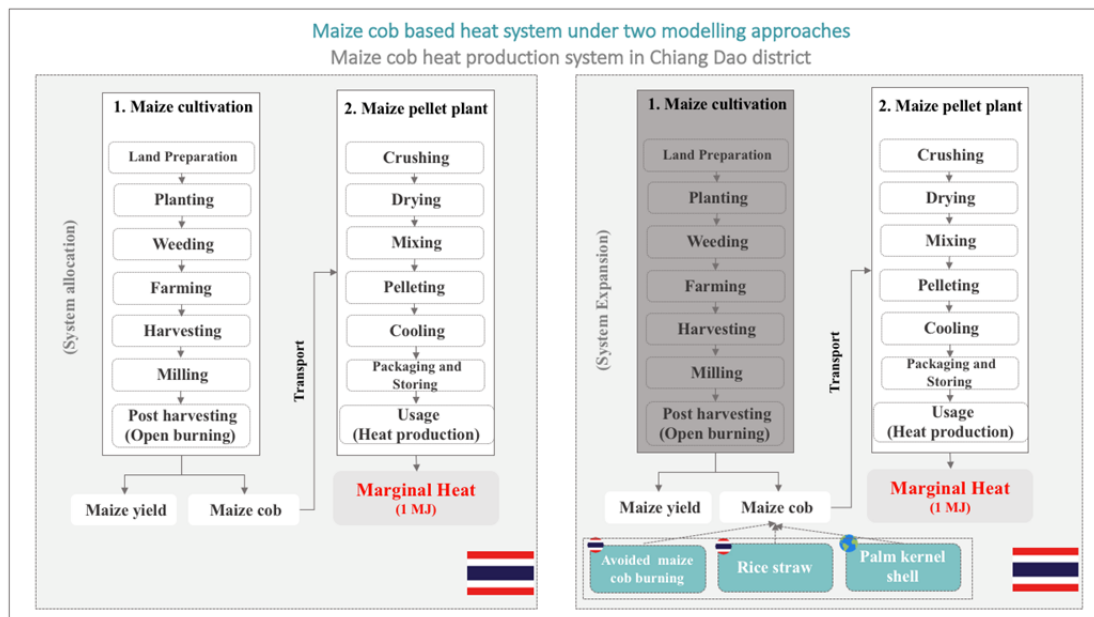 Maize cob based heat system under two modelling approaches
Maize cob heat production system in Chiang Dao district
(System allocation)
1. Maize cultivation
Land Preparation
Planting
Weeding
Farming
Harvesting
Milling
Post harvesting
(Open burning)
Maize yield
Maize cob
Transport
2. Maize pellet plant
Crushing
Drying
Mixing
Pelleting
Cooling
Packaging and
Storing
Usage
(Heat production)
Marginal Heat
(1 MJ)
(System Expansion)
1. Maize cultivation
Land Preparation
Planting
Weeding
Farming
Harvesting
Milling
Post harvesting
(Open burning)
Maize yield
Maize cob
Transport
2. Maize pellet plant
Crushing
Drying
Mixing
Pelleting
Cooling
Packaging and
Storing
Usage
(Heat production)
Marginal Heat
(1 MJ)
Avoided maize
cob burning
Rice straw
Palm kernel
shell